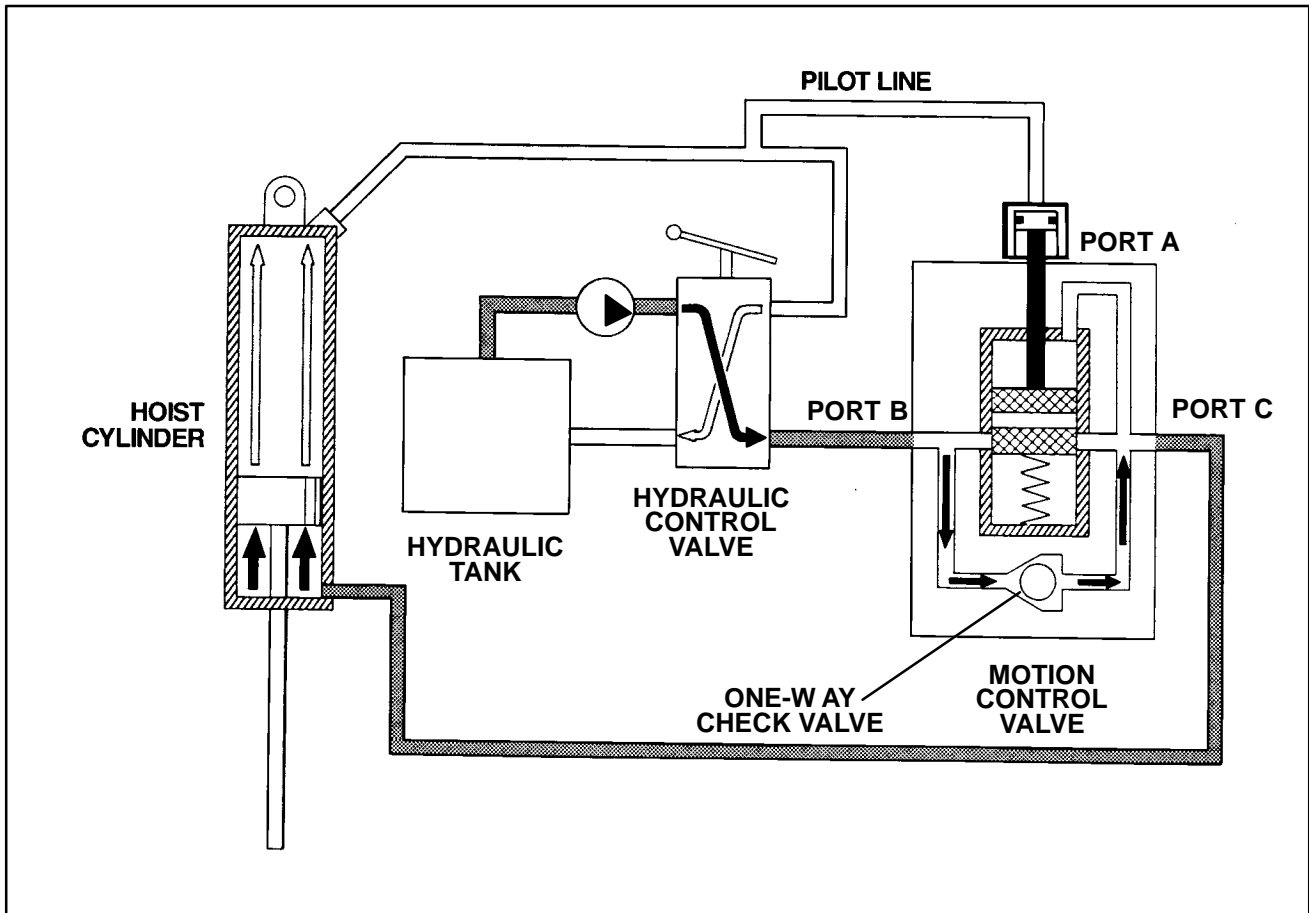 PILOT LINE
PORT A
HOIST
CYLINDER
PORT B
PORT C
HYDRAULIC
TANK
HYDRAULIC
CONTROL
VALVE
ONE-W AY
CHECK VALVE
MOTION
CONTROL
VALVE